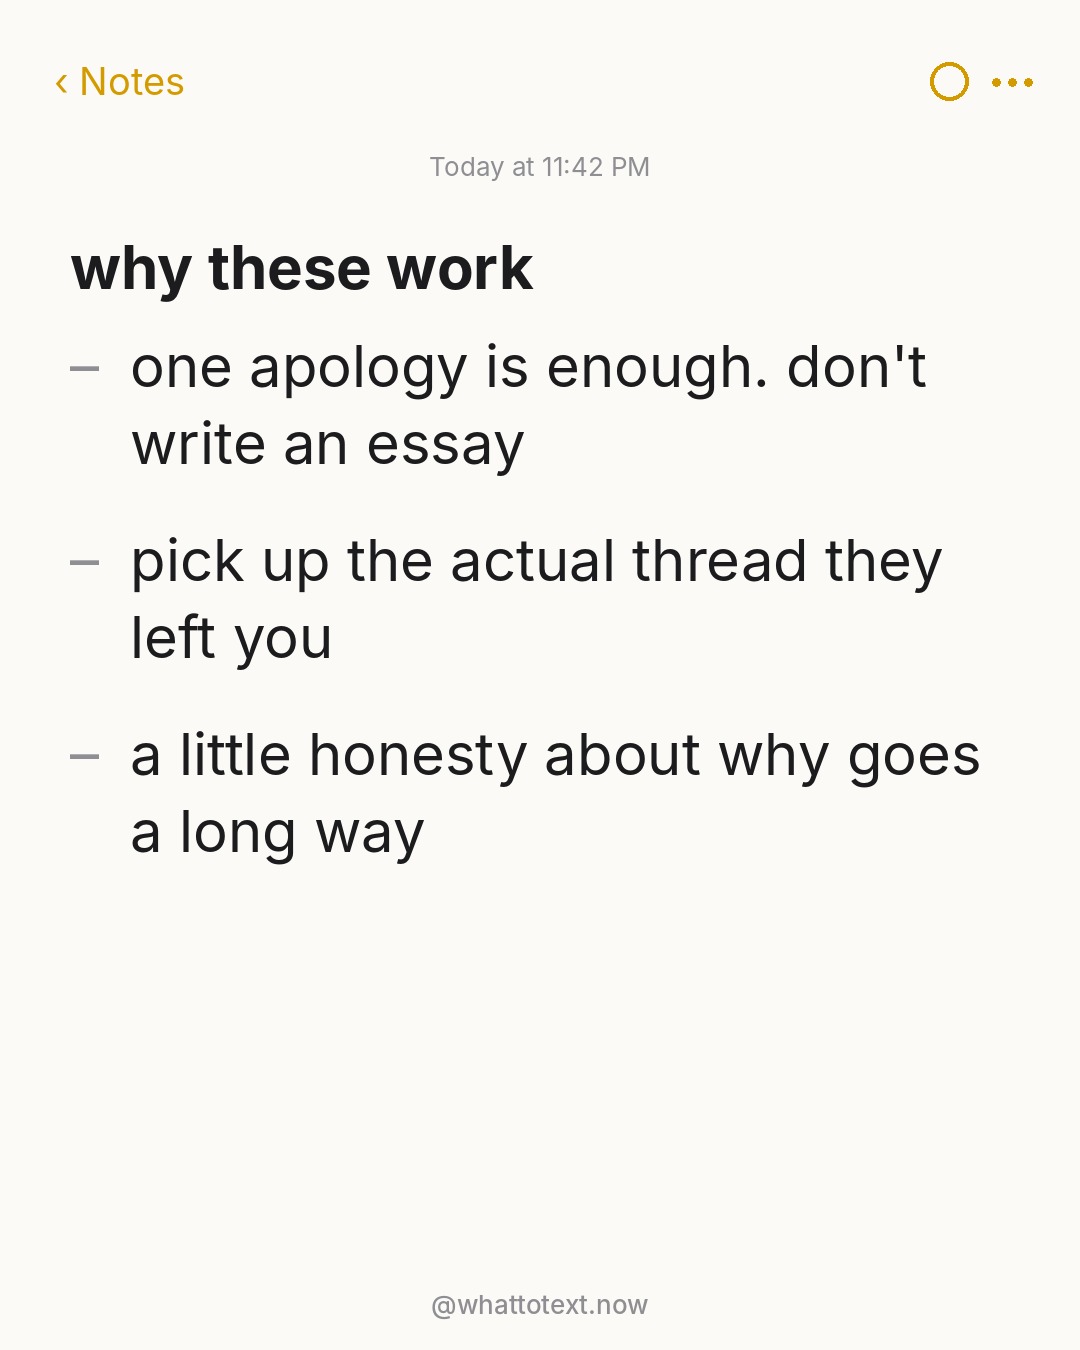 ‹ Notes
Today at 11:42 PM
why these work
– one apology is enough. don't
write an essay
– pick up the actual thread they
left you
– a little honesty about why goes
a long way
@whattotext.now